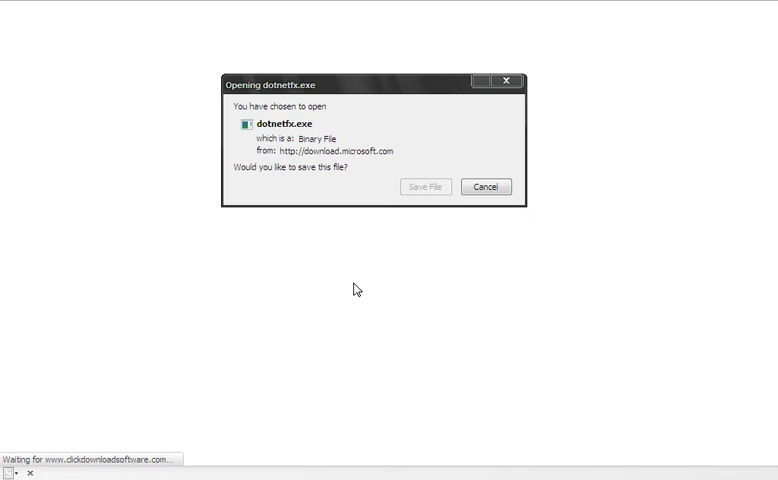 Opening dotnetfx.exe
You have chosen to open
dotnetfx.exe
which is a: Binary File
from: http://download.microsoft.com
Would you like to save this file?
Save File Cancel
Waiting for www.clickdownloadsoftware.com...